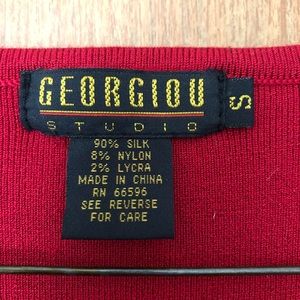 GEORGIOU
STUDIO
S
90% SILK
8% NYLON
2% LYCRA
MADE IN CHINA
RN 66596
SEE REVERSE
FOR CARE